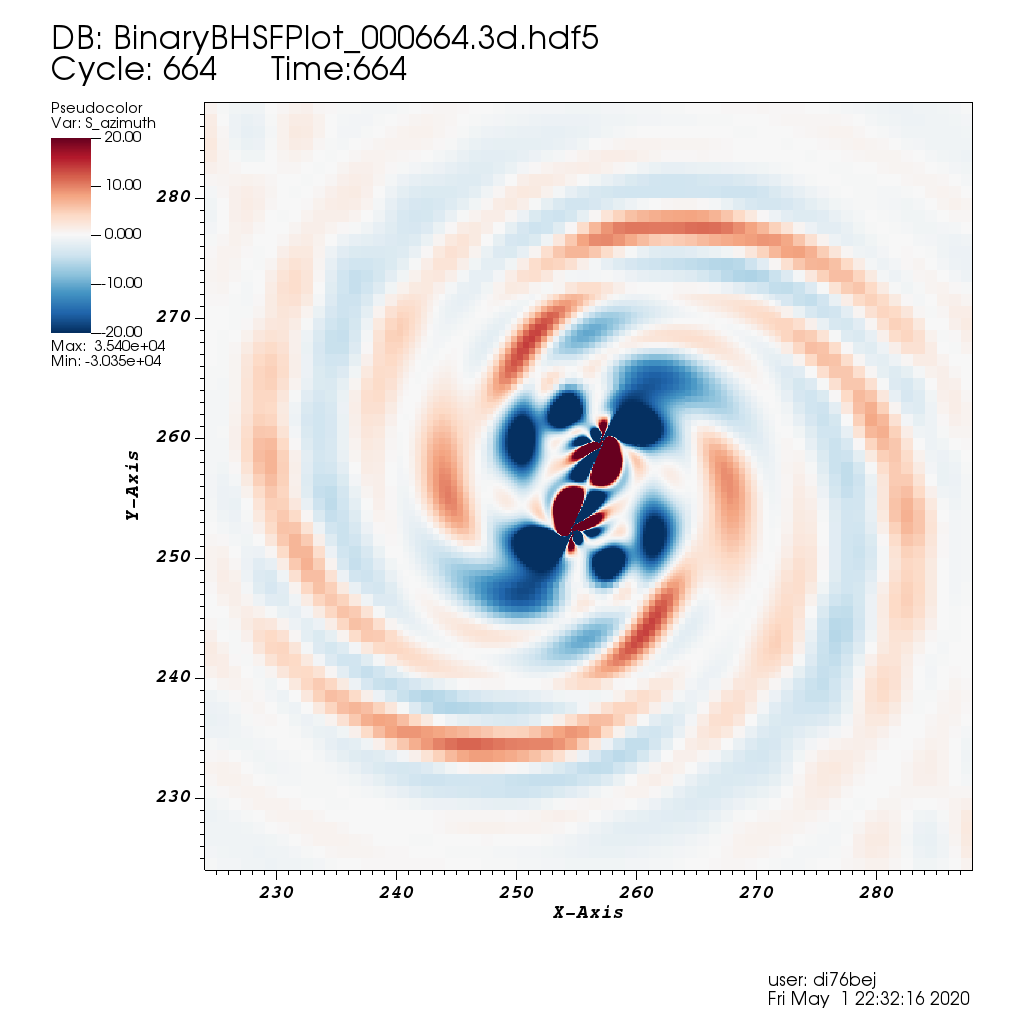 DB: BinaryBHSFPlot_000664.3d.hdf5
Cycle: 664 Time:664
Pseudocolor
Var: S_azimuth
20.00
10.00
0.000
-10.00
-20.00
Max: 3.540e+04
Min: -3.035e+04
280
270
260
250
240
230
Y-Axis
230 240 250 260 270 280
X-Axis
user: di76bej
Fri May 1 22:32:16 2020